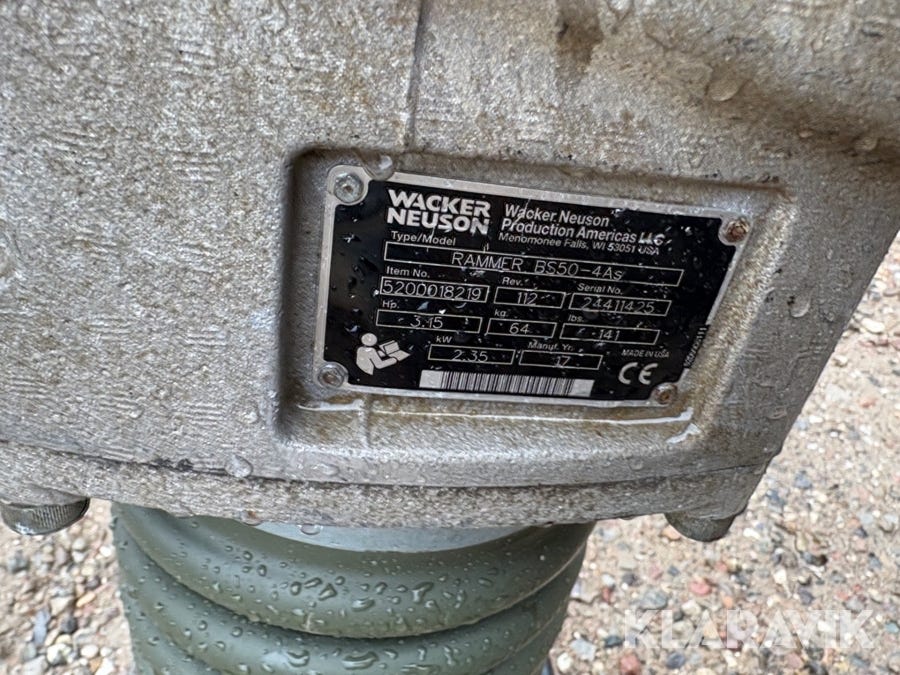 WACKER
NEUSON
Wacker Neuson
Production Americas LLC
Menomonee Falls, WI 53051 USA
Type/Model
RAMMER BS50-4As
Item No. Rev. Serial No.
5200018219 112 24411425
Hp. kg. lbs.
3.15 64 141
kW Manuf. Yr.
2.35 17
MADE IN USA
CE
KLARAVIK